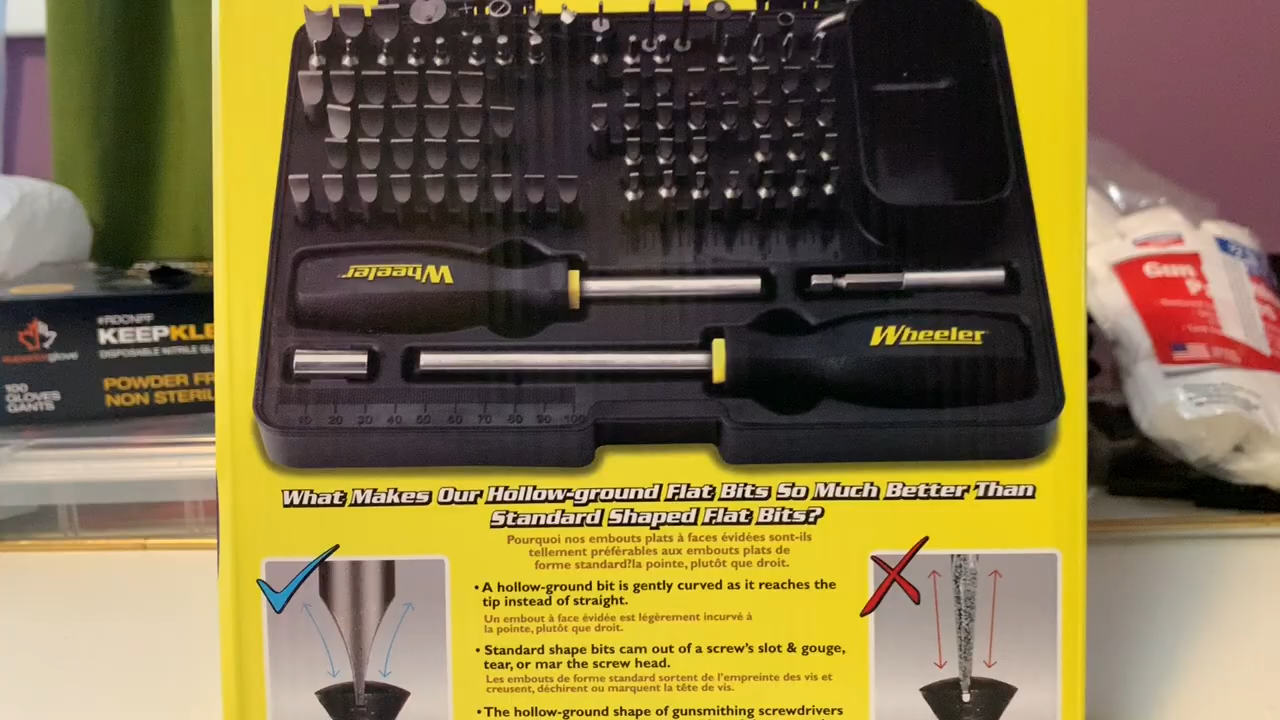 Wheeler
Wheeler
10 20 30 40 50 60 70 80 90 100
What Makes Our Hollow-ground Flat Bits So Much Better Than
Standard Shaped Flat Bits?
Pourquoi nos embouts plats à faces évidées sont-ils
tellement préférables aux embouts plats de
forme standard?la pointe, plutôt que droit.
• A hollow-ground bit is gently curved as it reaches the
tip instead of straight.
Un embout à face évidée est légèrement incurvé à
la pointe, plutôt que droit.
• Standard shape bits cam out of a screw's slot & gouge,
tear, or mar the screw head.
Les embouts de forme standard sortent de l'empreinte des vis et
creusent, déchirent ou marquent la tête de vis.
• The hollow-ground shape of gunsmithing screwdrivers
superiorglove
100
GLOVES
GANTS
KEEPKLE
DISPOSABLE NITRILE GL
POWDER FR
NON STERIL
Gun